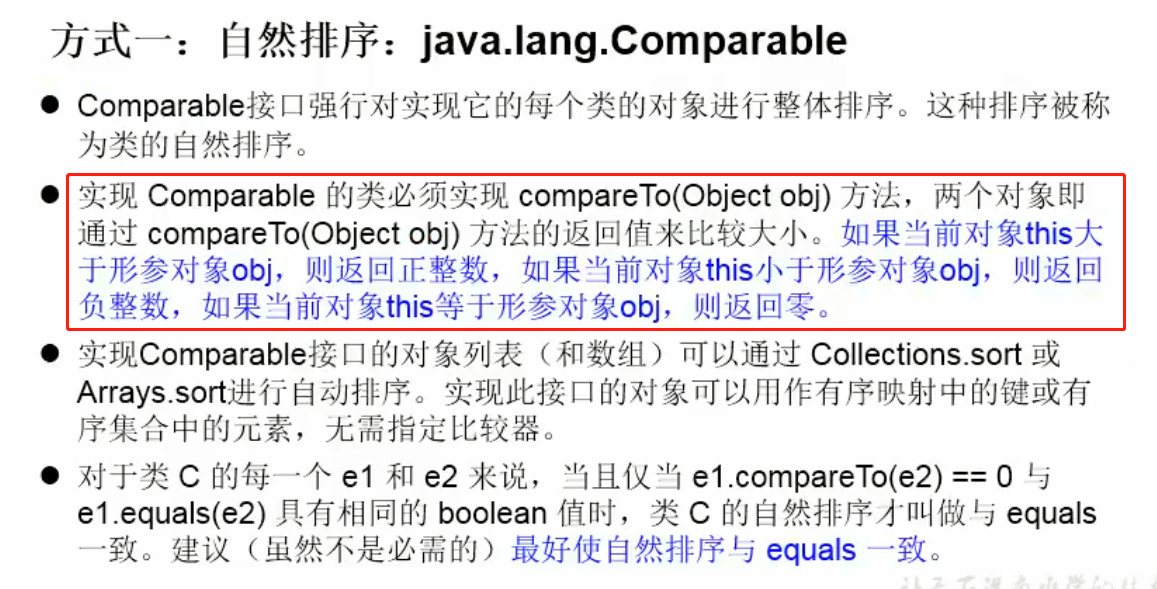 方式一：自然排序：java.lang.Comparable
● Comparable接口强行对实现它的每个类的对象进行整体排序。这种排序被称
为类的自然排序。
● 实现 Comparable 的类必须实现 compareTo(Object obj) 方法，两个对象即
通过 compareTo(Object obj) 方法的返回值来比较大小。如果当前对象this大
于形参对象obj，则返回正整数，如果当前对象this小于形参对象obj，则返回
负整数，如果当前对象this等于形参对象obj，则返回零。
● 实现Comparable接口的对象列表（和数组）可以通过 Collections.sort 或
Arrays.sort进行自动排序。实现此接口的对象可以用作有序映射中的键或有
序集合中的元素，无需指定比较器。
● 对于类 C 的每一个 e1 和 e2 来说，当且仅当 e1.compareTo(e2) == 0 与
e1.equals(e2) 具有相同的 boolean 值时，类 C 的自然排序才叫做与 equals
一致。建议（虽然不是必需的）最好使自然排序与 equals 一致。